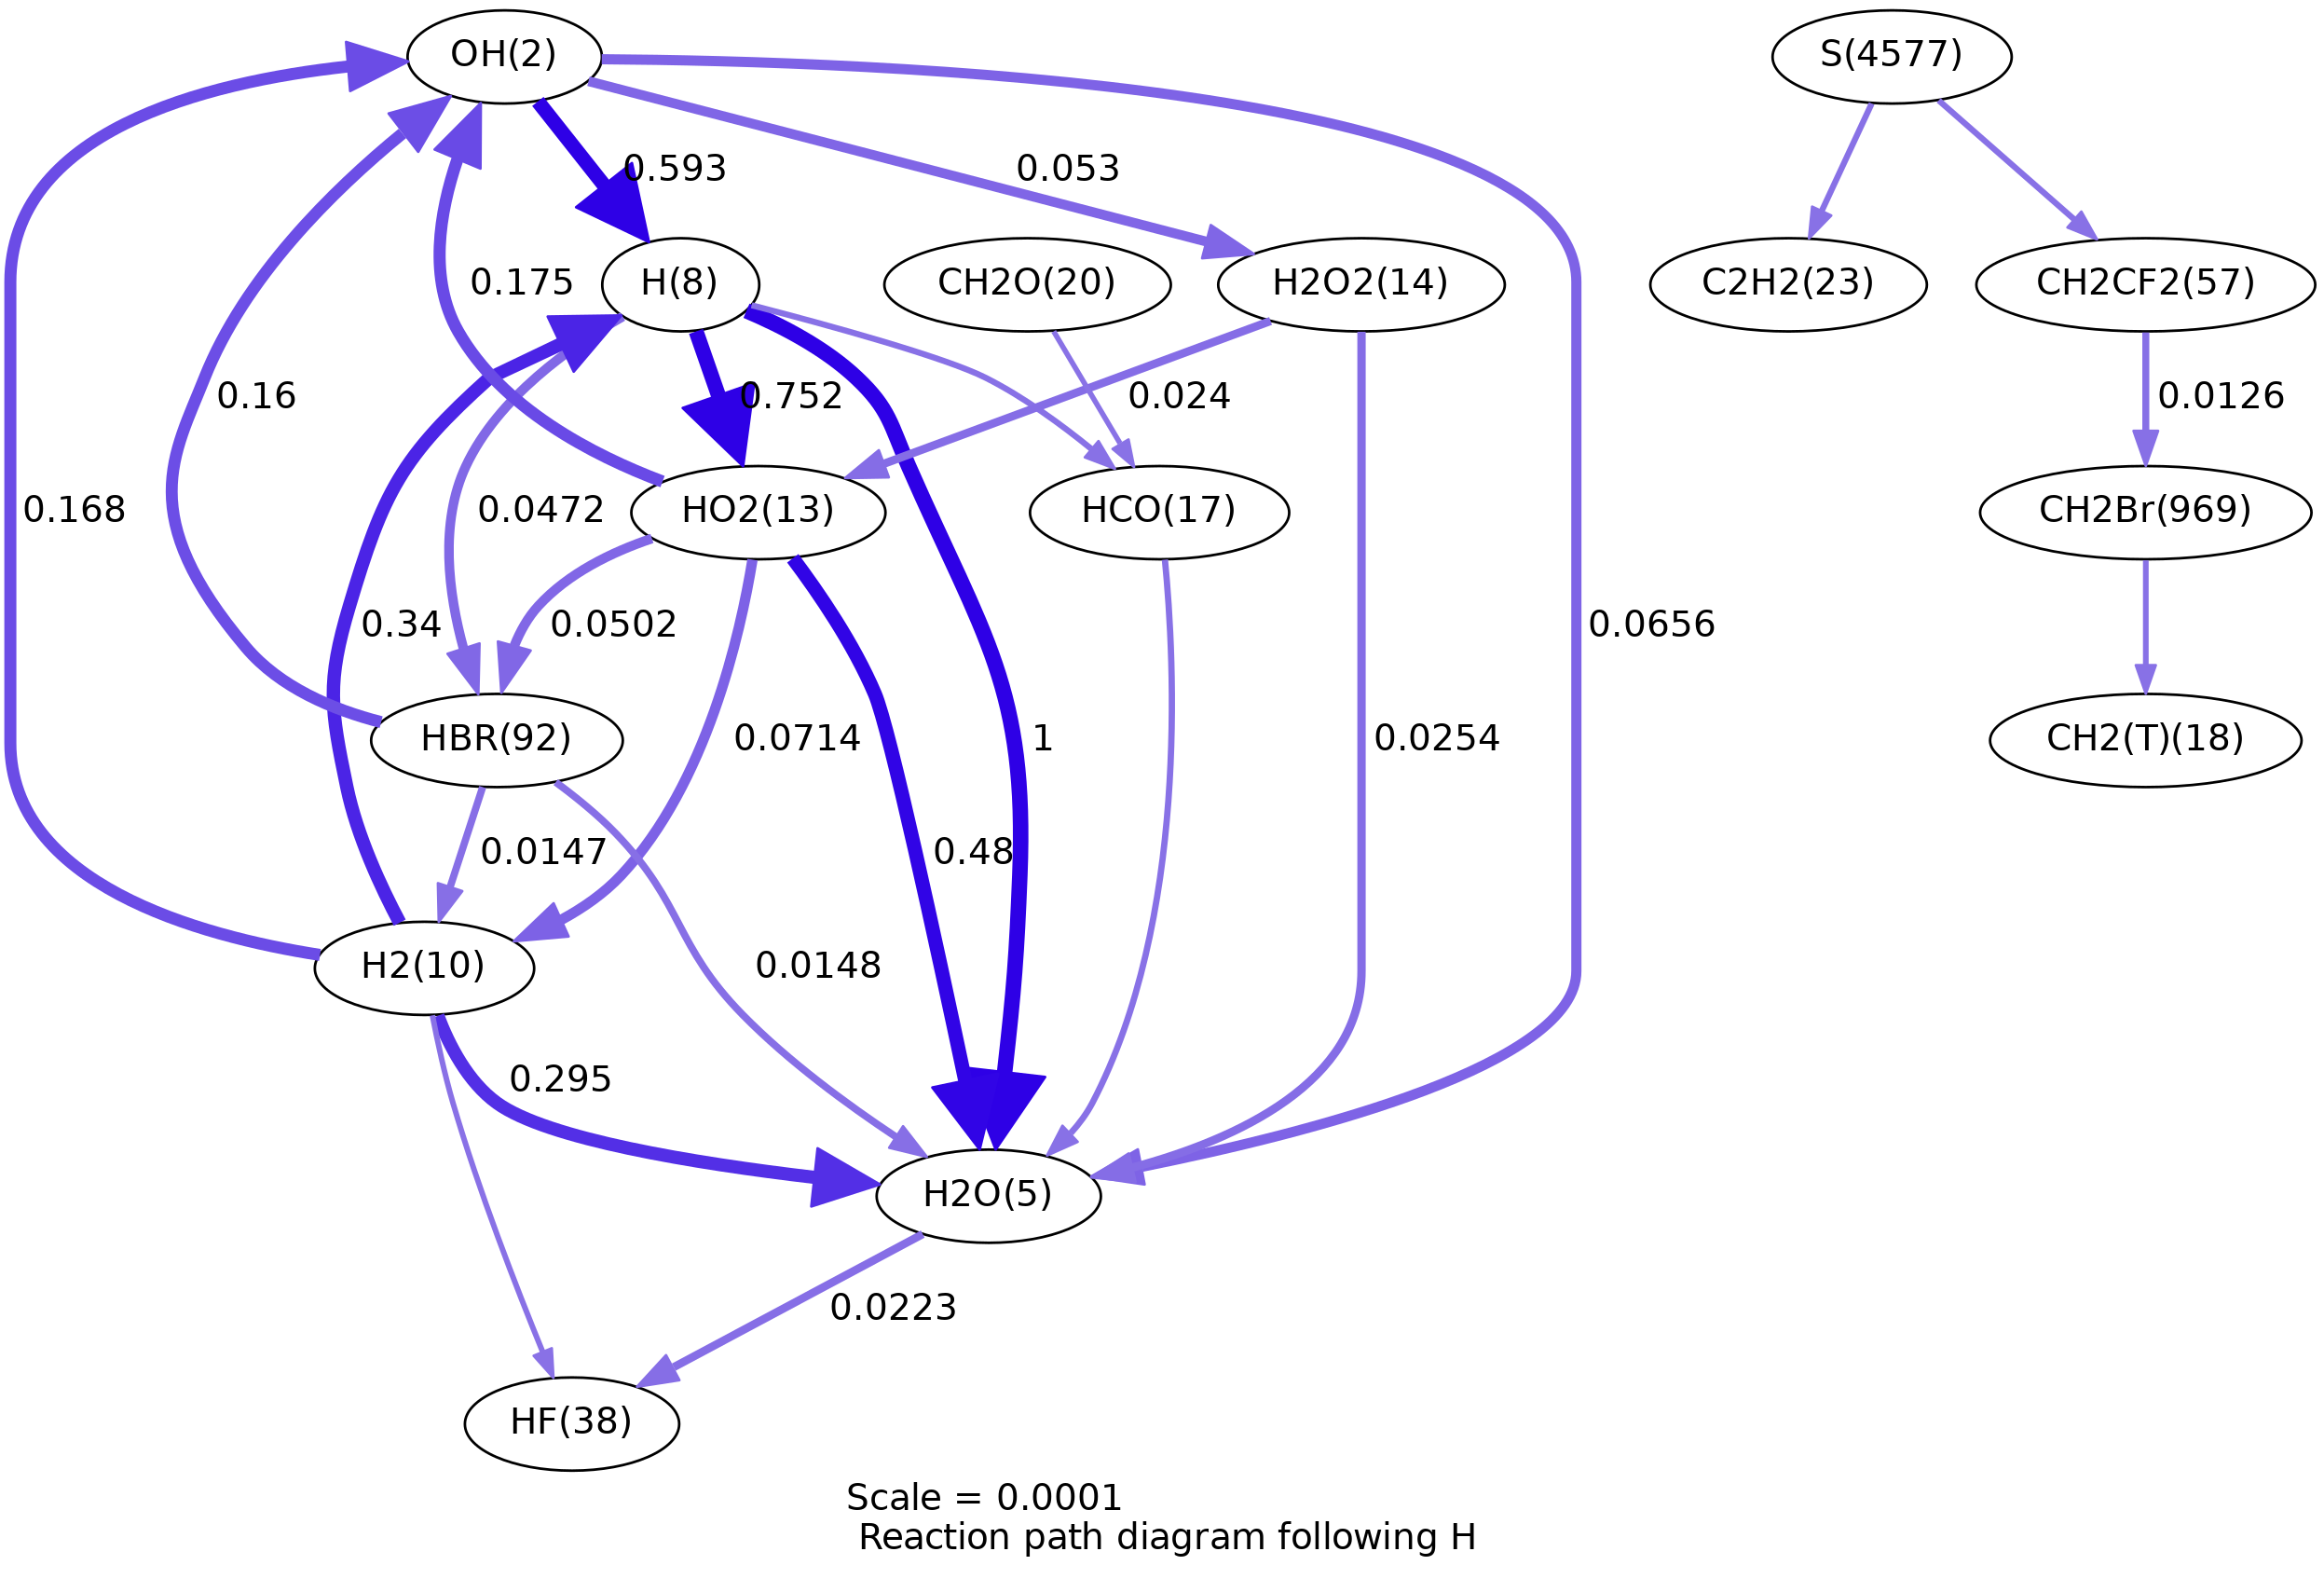 OH(2)
S(4577)
0.593
0.053
H(8)
CH2O(20)
H2O2(14)
C2H2(23)
CH2CF2(57)
0.175
0.16
0.752
0.024
0.0126
0.168
0.0472
HO2(13)
HCO(17)
CH2Br(969)
0.34
0.0502
0.0656
HBR(92)
0.0714
1
0.0254
CH2(T)(18)
0.0147
0.48
H2(10)
0.0148
0.295
H2O(5)
0.0223
HF(38)
Scale = 0.0001
Reaction path diagram following H